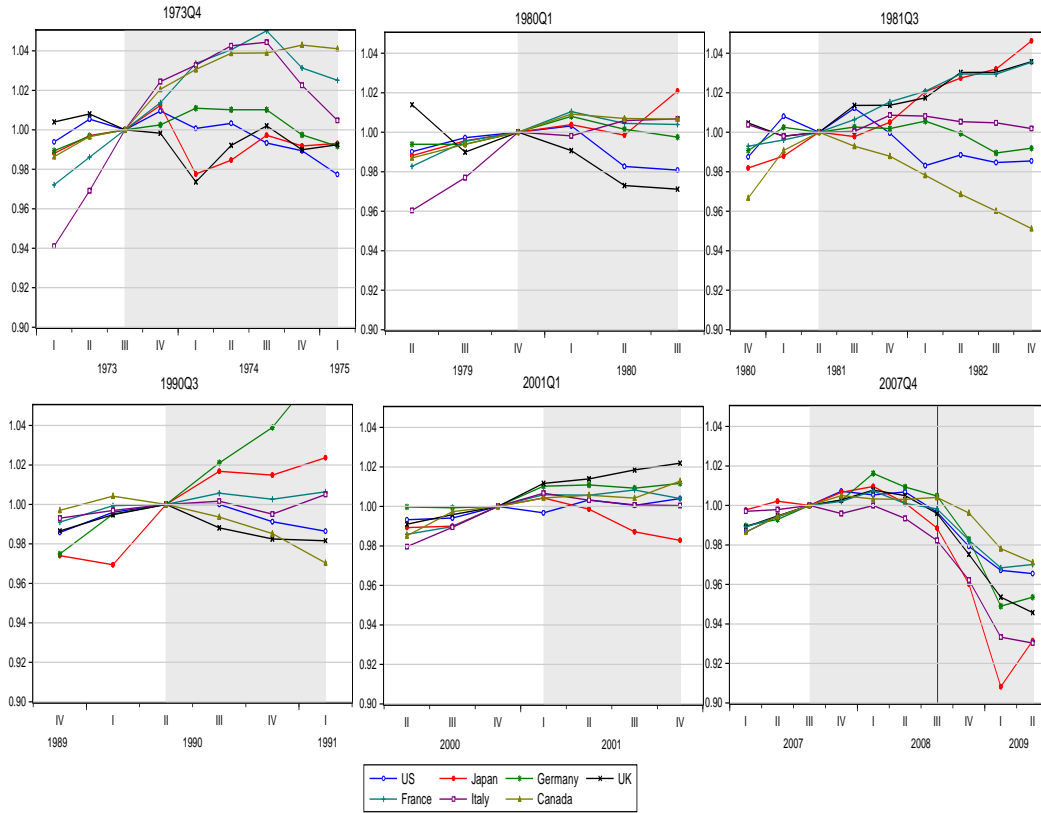 1973Q4
1.04
1.02
1.00
0.98
0.96
0.94
0.92
0.90
I II III IV I II III IV I
1973 1974 1975
1980Q1
1.04
1.02
1.00
0.98
0.96
0.94
0.92
0.90
II III IV I II III
1979 1980
1981Q3
1.04
1.02
1.00
0.98
0.96
0.94
0.92
0.90
IV I II III IV I II III IV
1980 1981 1982
1990Q3
1.04
1.02
1.00
0.98
0.96
0.94
0.92
0.90
IV I II III IV I
1989 1990 1991
2001Q1
1.04
1.02
1.00
0.98
0.96
0.94
0.92
0.90
II III IV I II III IV
2000 2001
2007Q4
1.04
1.02
1.00
0.98
0.96
0.94
0.92
0.90
I II III IV I II III IV I II
2007 2008 2009
US Japan Germany UK
France Italy Canada